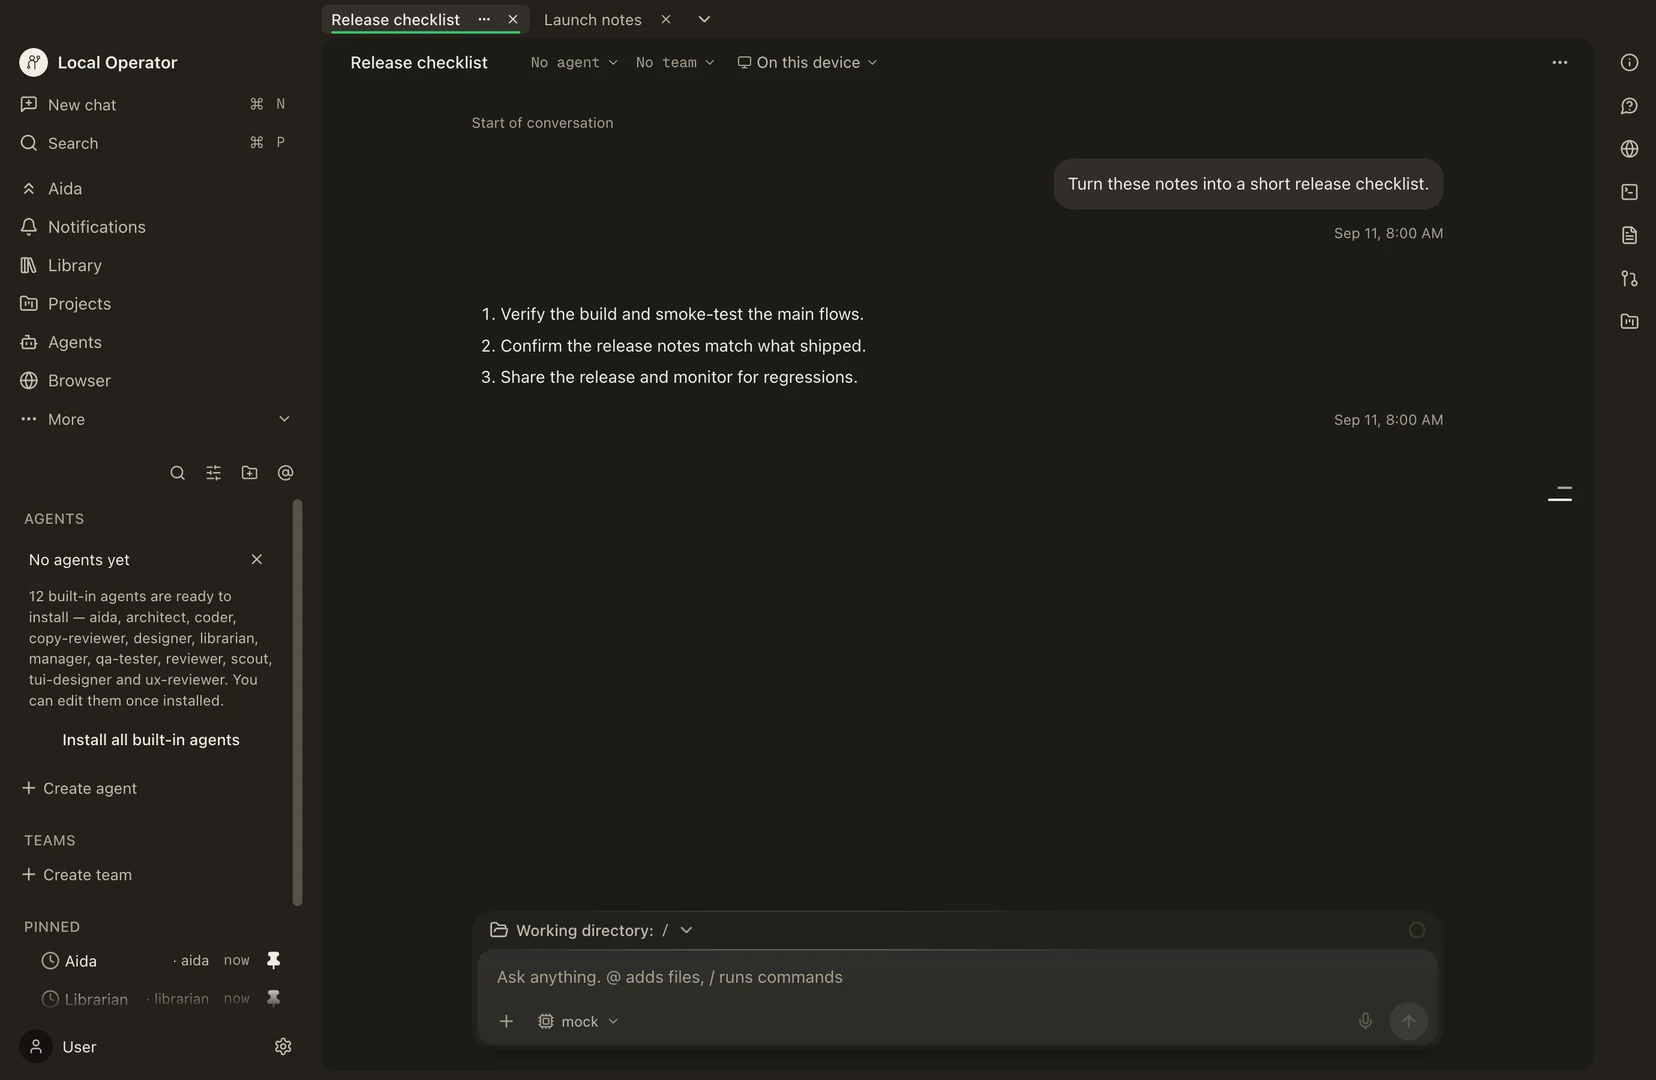 Release checklist
Launch notes
Local Operator
New chat ⌘ N
Search ⌘ P
Aida
Notifications
Library
Projects
Agents
Browser
More
AGENTS
No agents yet
12 built-in agents are ready to
install — aida, architect, coder,
copy-reviewer, designer, librarian,
manager, qa-tester, reviewer, scout,
tui-designer and ux-reviewer. You
can edit them once installed.
Install all built-in agents
Create agent
TEAMS
Create team
PINNED
Aida · aida now
Librarian · librarian now
User
Release checklist No agent No team On this device
Start of conversation
Turn these notes into a short release checklist.
Sep 11, 8:00 AM
1. Verify the build and smoke-test the main flows.
2. Confirm the release notes match what shipped.
3. Share the release and monitor for regressions.
Sep 11, 8:00 AM
Working directory: /
Ask anything. @ adds files, / runs commands
mock